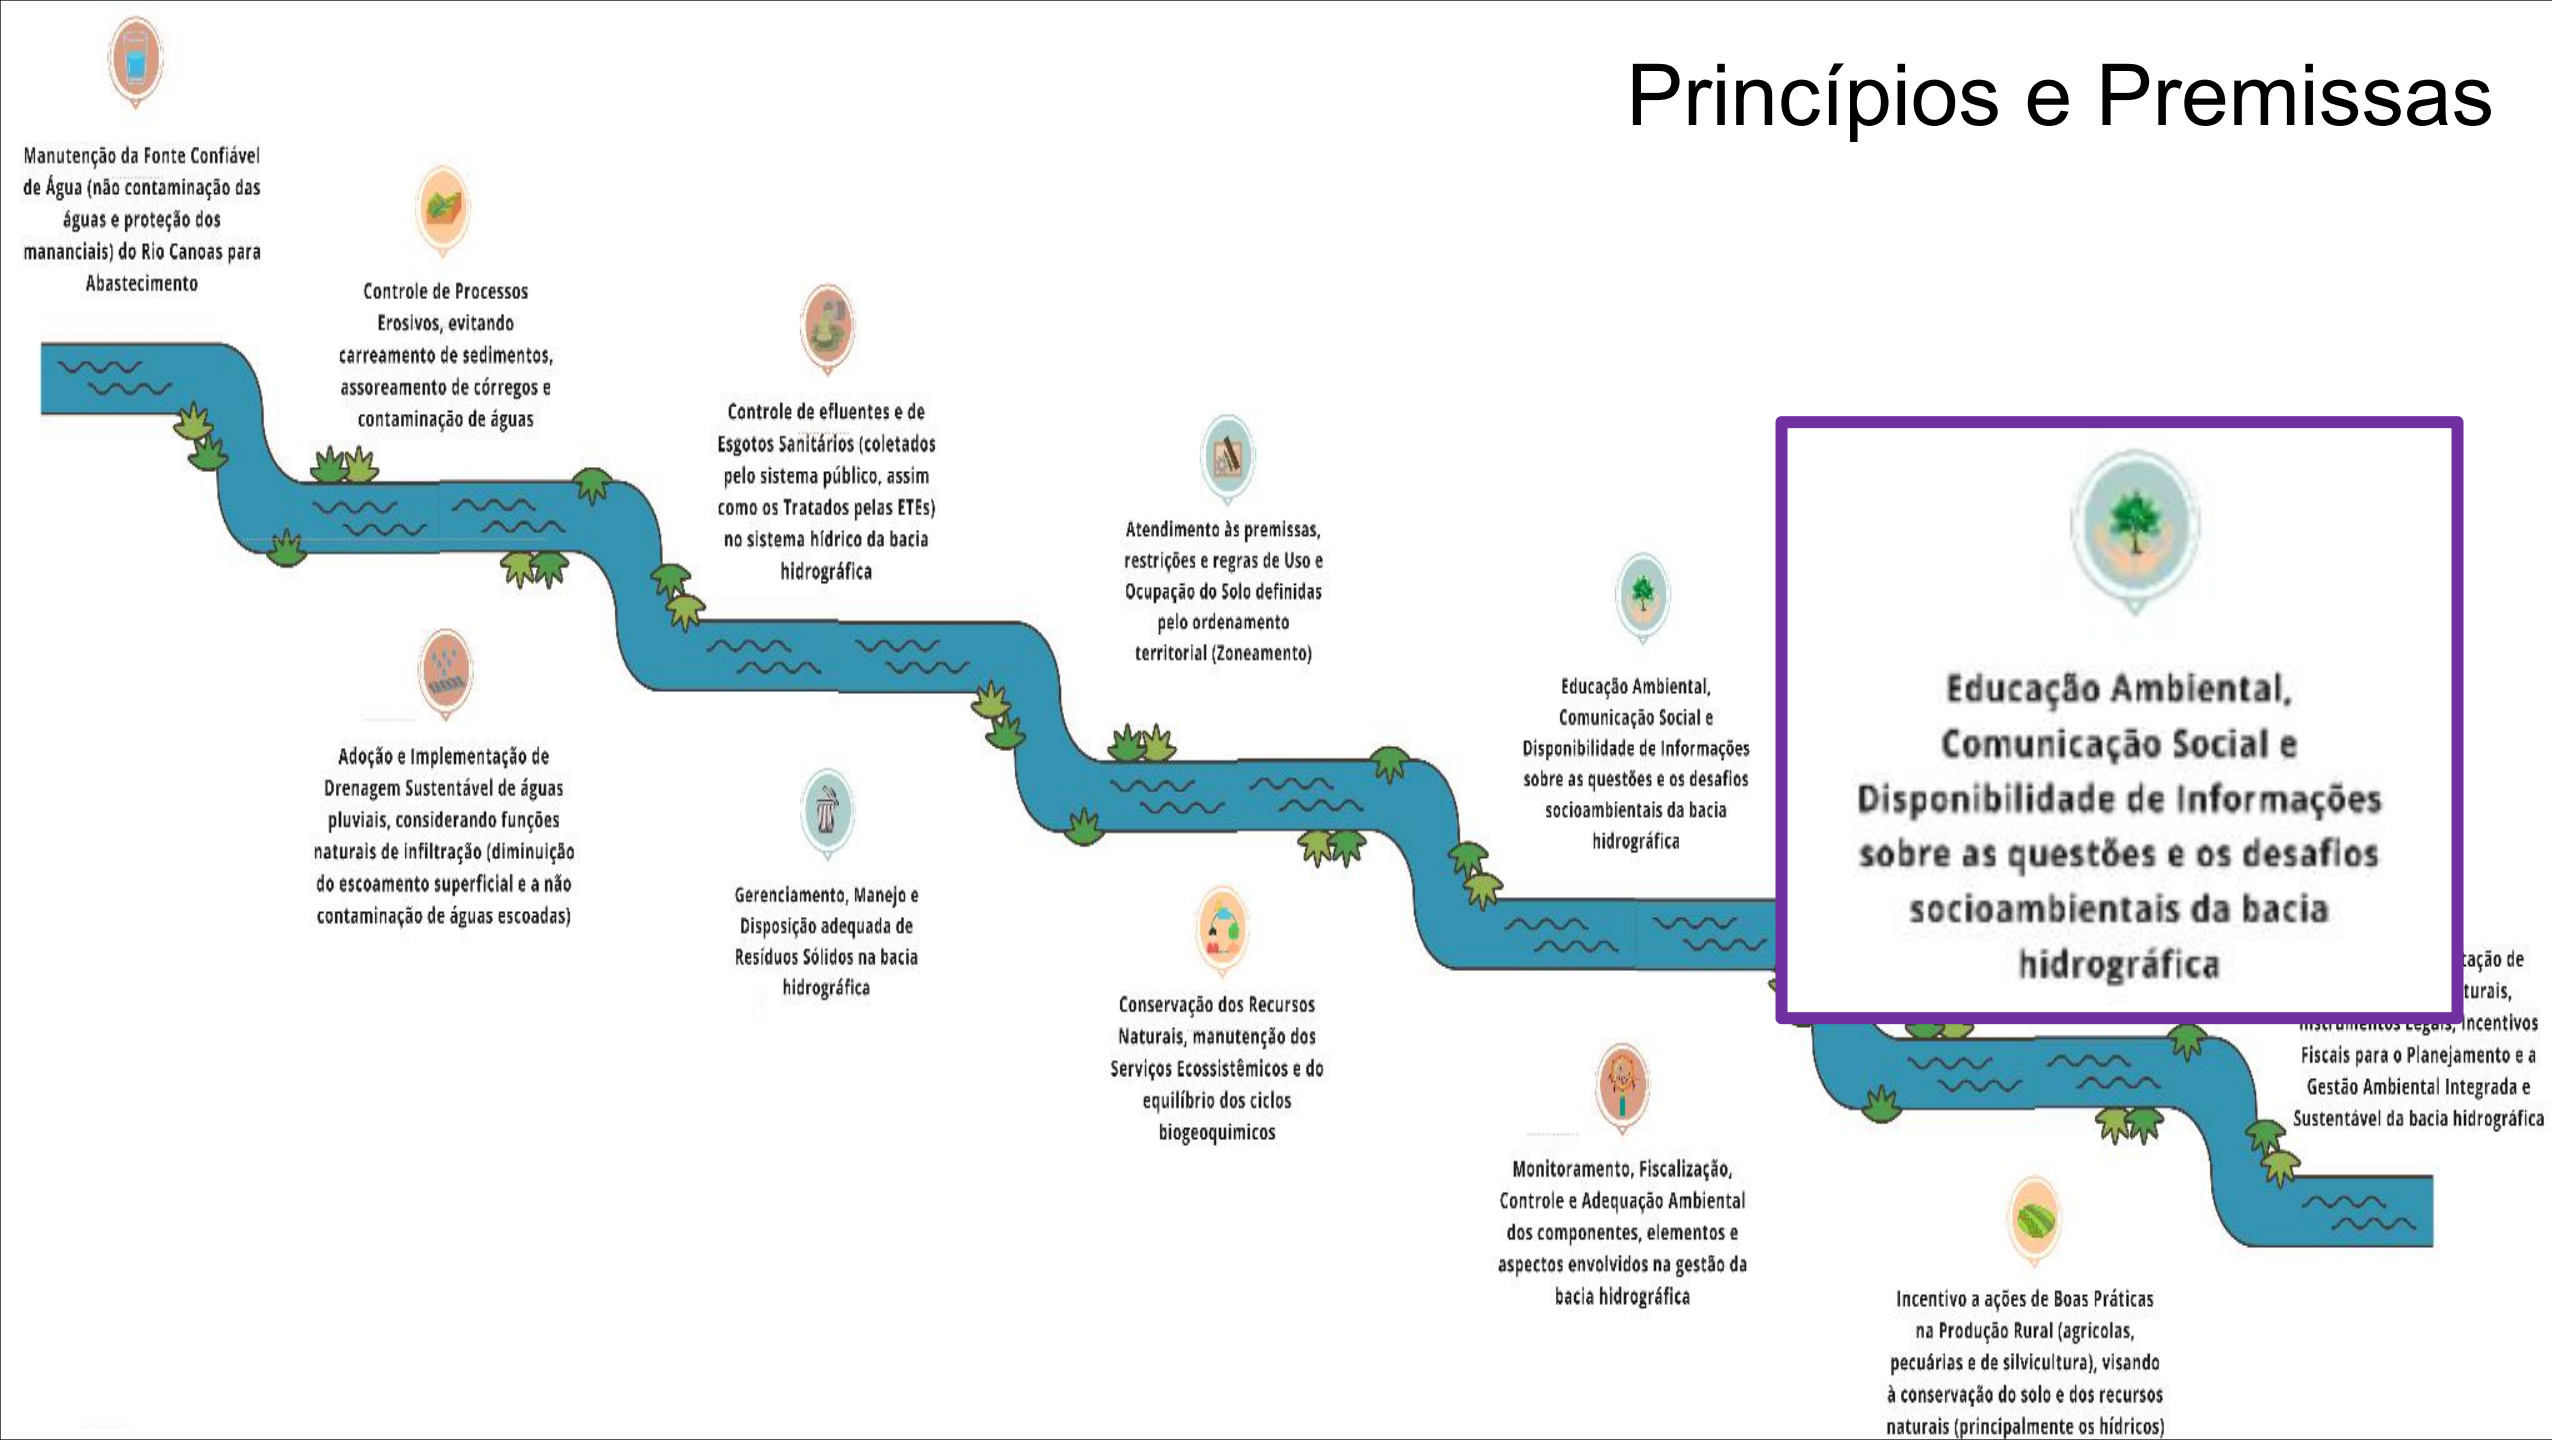 Princípios e Premissas
Manutenção da Fonte Confiável
de Água (não contaminação das
águas e proteção dos
mananciais) do Rio Canoas para
Abastecimento
Controle de Processos
Erosivos, evitando
carreamento de sedimentos,
assoreamento de córregos e
contaminação de águas
Adoção e Implementação de
Drenagem Sustentável de águas
pluviais, considerando funções
naturais de infiltração (diminuição
do escoamento superficial e a não
contaminação de águas escoadas)
Controle de efluentes e de
Esgotos Sanitários (coletados
pelo sistema público, assim
como os Tratados pelas ETEs)
no sistema hídrico da bacia
hidrográfica
Gerenciamento, Manejo e
Disposição adequada de
Resíduos Sólidos na bacia
hidrográfica
Atendimento às premissas,
restrições e regras de Uso e
Ocupação do Solo definidas
pelo ordenamento
territorial (Zoneamento)
Conservação dos Recursos
Naturais, manutenção dos
Serviços Ecossistêmicos e do
equilíbrio dos ciclos
biogeoquimicos
Educação Ambiental,
Comunicação Social e
Disponibilidade de Informações
sobre as questões e os desafios
socioambientais da bacia
hidrográfica
Monitoramento, Fiscalização,
Controle e Adequação Ambiental
dos componentes, elementos e
aspectos envolvidos na gestão da
bacia hidrográfica
Educação Ambiental,
Comunicação Social e
Disponibilidade de Informações
sobre as questões e os desafios
socioambientais da bacia
hidrográfica
de
Instrumentos Legais, Incentivos
Fiscais para o Planejamento e a
Gestão Ambiental Integrada e
Sustentável da bacia hidrográfica
Incentivo a ações de Boas Práticas
na Produção Rural (agricolas,
pecuárias e de silvicultura), visando
à conservação do solo e dos recursos
naturais (principalmente os hídricos)